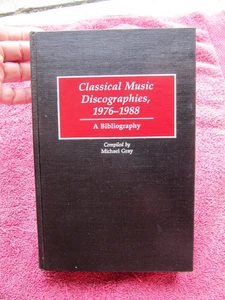 Classical Music
Discographies,
1976–1988
A Bibliography
Compiled by
Michael Gray